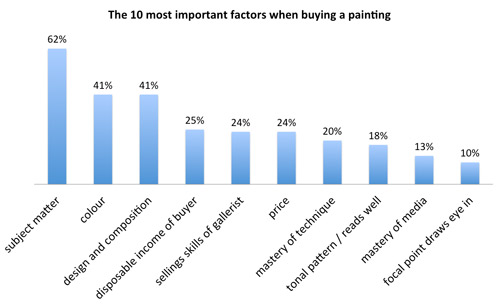 The 10 most important factors when buying a painting
62%
41%
41%
25%
24%
24%
20%
18%
13%
10%
subject matter
colour
design and composition
disposable income of buyer
sellings skills of gallerist
price
mastery of technique
tonal pattern / reads well
mastery of media
focal point draws eye in